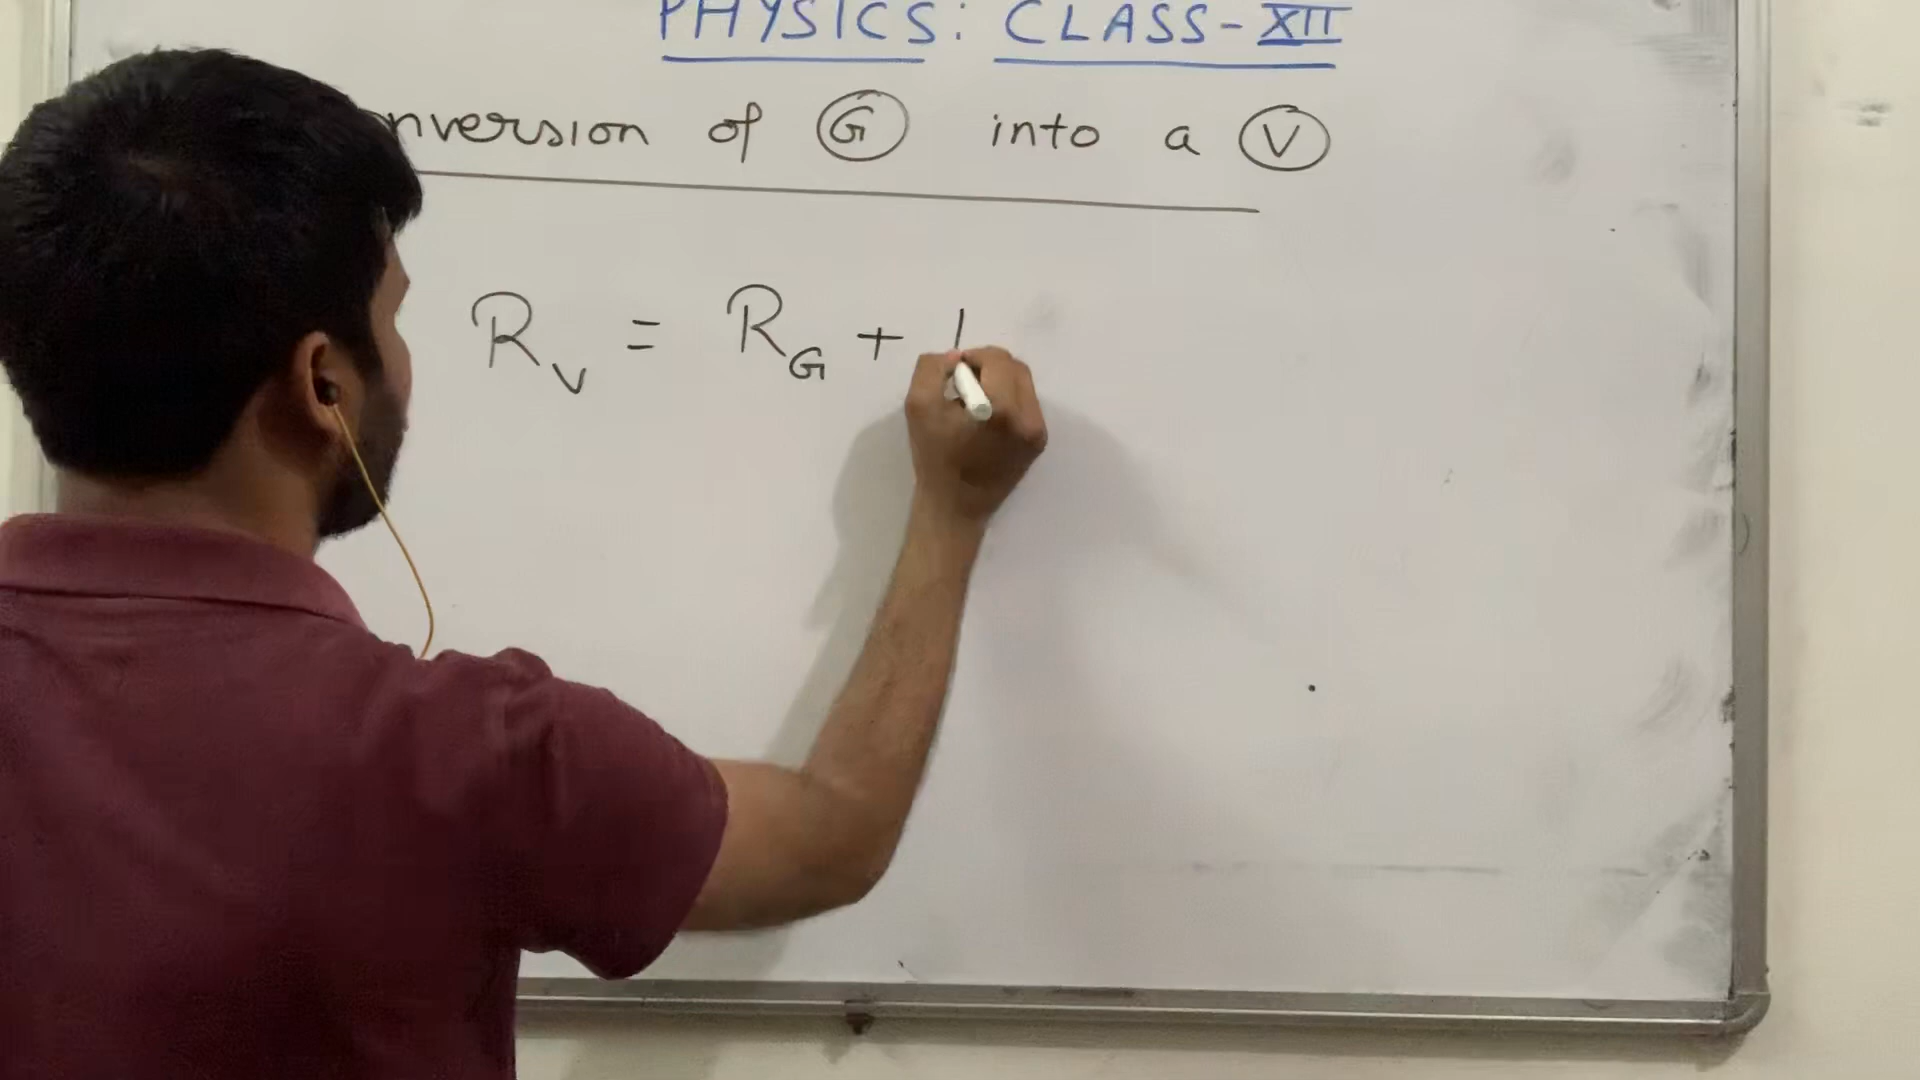 PHYSICS: CLASS-XII
nversion of G into a V
R_V = R_G +